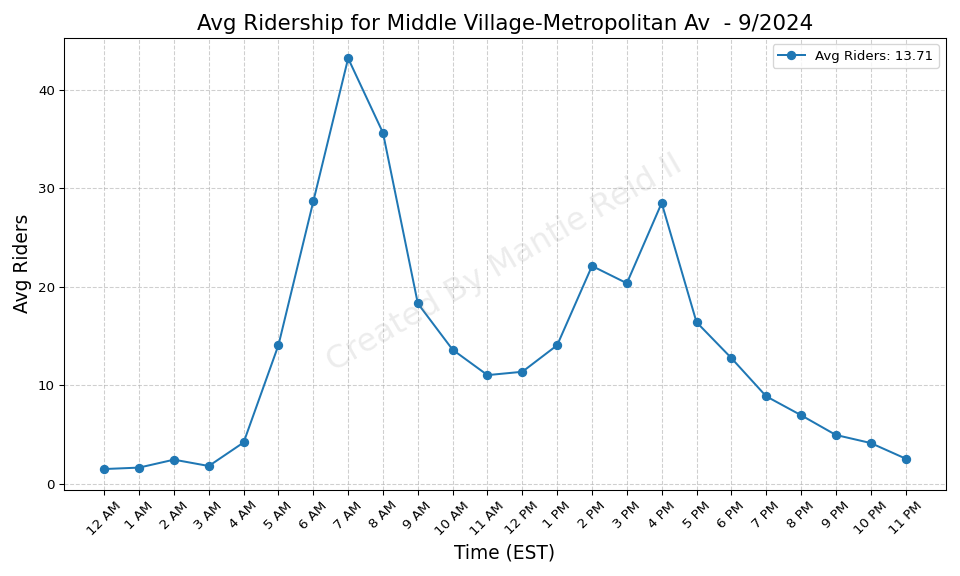 Avg Ridership for Middle Village-Metropolitan Av  - 9/2024
Avg Riders: 13.71
Avg Riders
40
30
20
10
0
Created By Mantle Reid II
12 AM
1 AM
2 AM
3 AM
4 AM
5 AM
6 AM
7 AM
8 AM
9 AM
10 AM
11 AM
12 PM
1 PM
2 PM
3 PM
4 PM
5 PM
6 PM
7 PM
8 PM
9 PM
10 PM
11 PM
Time (EST)